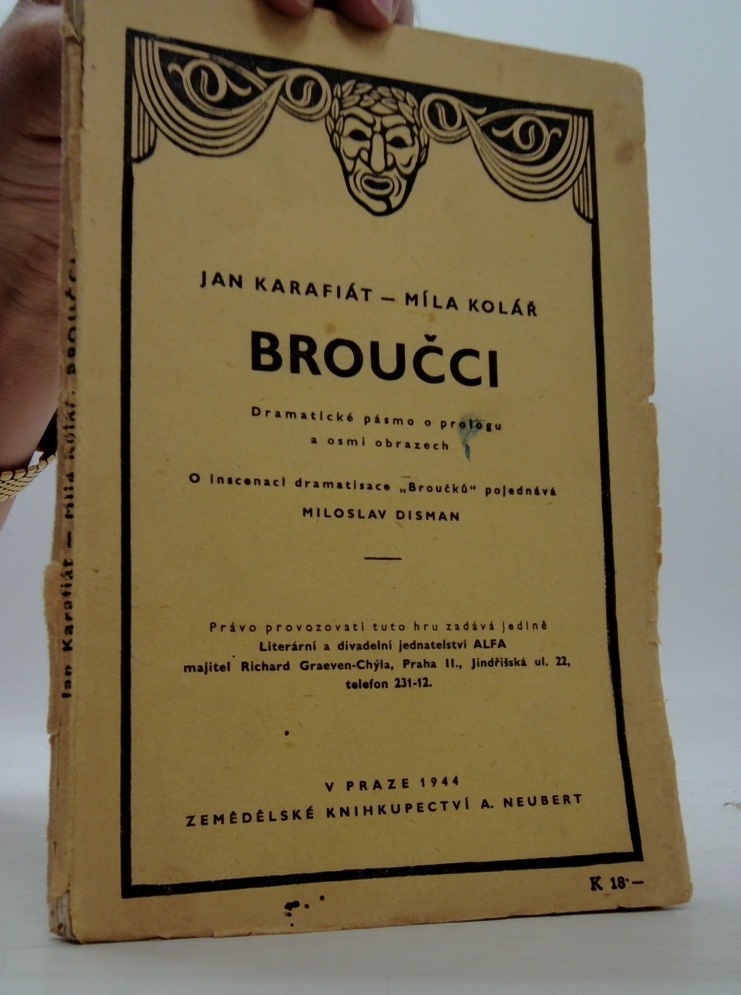 JAN KARAFIÁT — MÍLA KOLÁŘ
BROUČCI
Dramatické pásmo o prologu
a osmi obrazech
O inscenaci dramatisace „Broučků“ pojednává
MILOSLAV DISMAN
Právo provozovati tuto hru zadává jedině
Literární a divadelní jednatelství ALFA
majitel Richard Graeven-Chýla, Praha II., Jindřišská ul. 22,
telefon 231-12.
V PRAZE 1944
ZEMĚDĚLSKÉ KNIHKUPECTVÍ A. NEUBERT
K 18·—
Jan Karafiát — Míla Kolář: BROUČCI